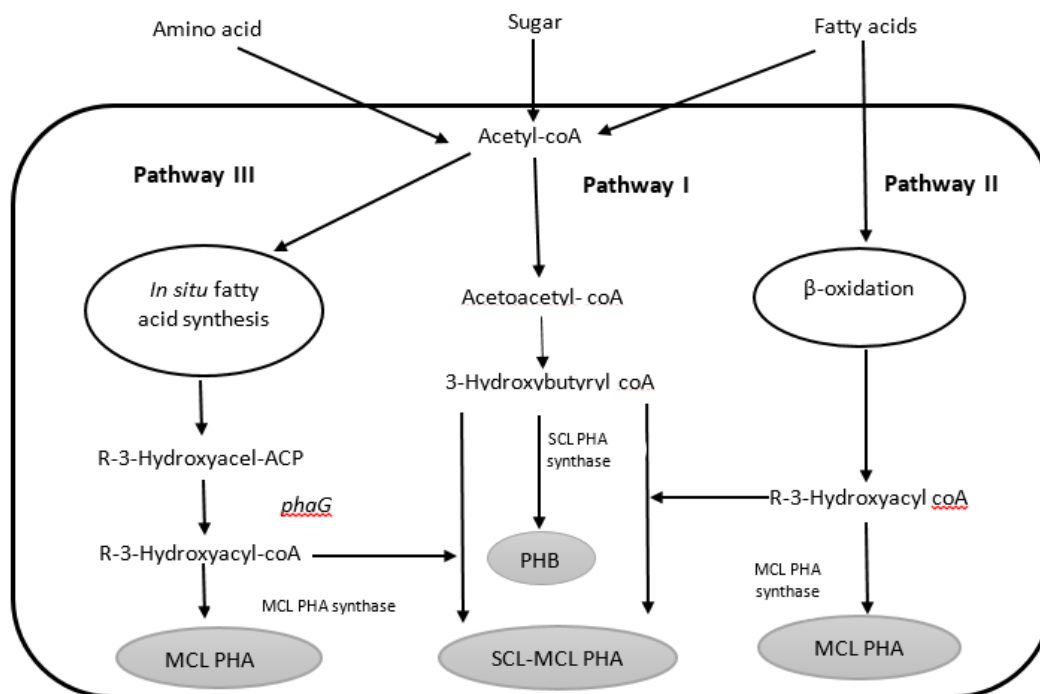 Amino acid
Sugar
Fatty acids
Acetyl-coA
Pathway III
Pathway I
Pathway II
In situ fatty
acid synthesis
Acetoacetyl- coA
β-oxidation
3-Hydroxybutyryl coA
SCL PHA
synthase
R-3-Hydroxyacel-ACP
R-3-Hydroxyacyl coA
phaG
R-3-Hydroxyacyl-coA
PHB
MCL PHA
synthase
MCL PHA synthase
MCL PHA
SCL-MCL PHA
MCL PHA